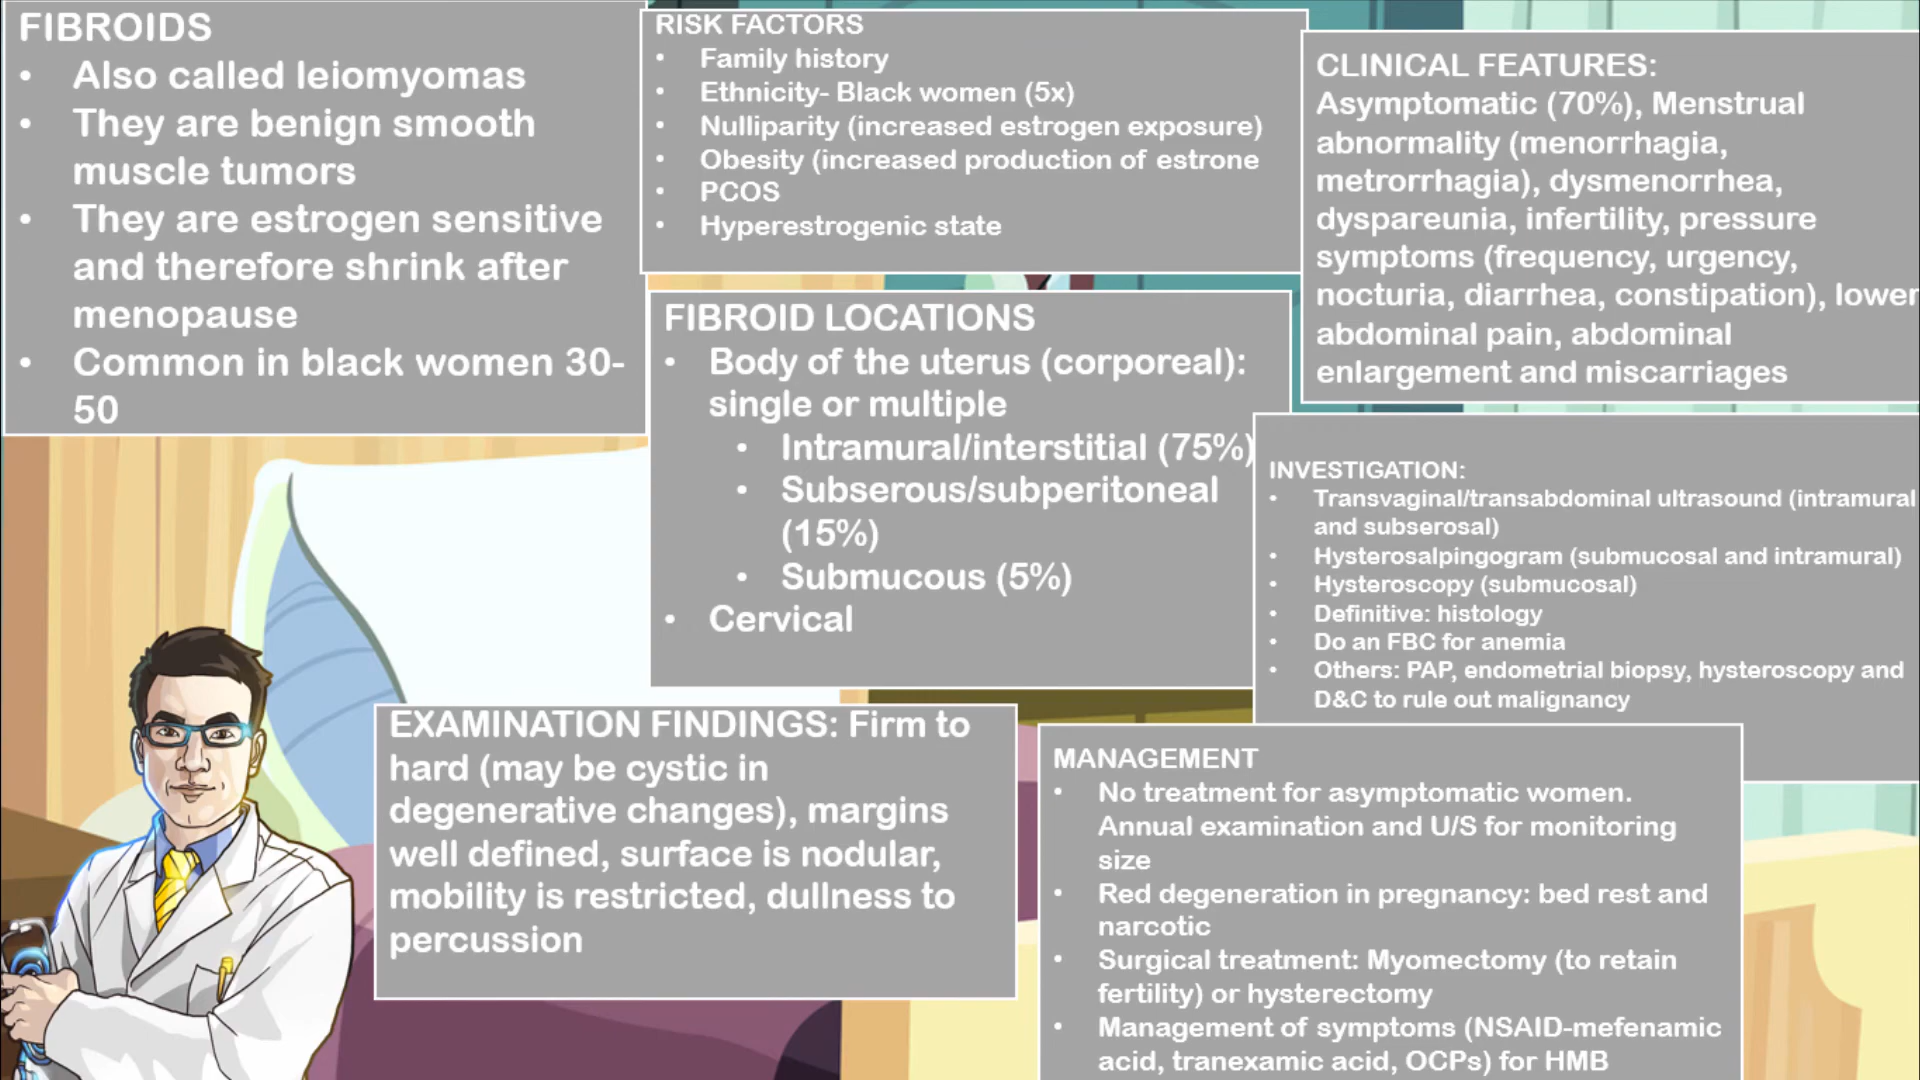 FIBROIDS
• Also called leiomyomas
• They are benign smooth
muscle tumors
• They are estrogen sensitive
and therefore shrink after
menopause
• Common in black women 30-
50
RISK FACTORS
• Family history
• Ethnicity- Black women (5x)
• Nulliparity (increased estrogen exposure)
• Obesity (increased production of estrone
• PCOS
• Hyperestrogenic state
CLINICAL FEATURES:
Asymptomatic (70%), Menstrual
abnormality (menorrhagia,
metrorrhagia), dysmenorrhea,
dyspareunia, infertility, pressure
symptoms (frequency, urgency,
nocturia, diarrhea, constipation), lower
abdominal pain, abdominal
enlargement and miscarriages
FIBROID LOCATIONS
• Body of the uterus (corporeal):
single or multiple
• Intramural/interstitial (75%)
• Subserous/subperitoneal
(15%)
• Submucous (5%)
• Cervical
INVESTIGATION:
• Transvaginal/transabdominal ultrasound (intramural
and subserosal)
• Hysterosalpingogram (submucosal and intramural)
• Hysteroscopy (submucosal)
• Definitive: histology
• Do an FBC for anemia
• Others: PAP, endometrial biopsy, hysteroscopy and
D&C to rule out malignancy
EXAMINATION FINDINGS: Firm to
hard (may be cystic in
degenerative changes), margins
well defined, surface is nodular,
mobility is restricted, dullness to
percussion
MANAGEMENT
• No treatment for asymptomatic women.
Annual examination and U/S for monitoring
size
• Red degeneration in pregnancy: bed rest and
narcotic
• Surgical treatment: Myomectomy (to retain
fertility) or hysterectomy
• Management of symptoms (NSAID-mefenamic
acid, tranexamic acid, OCPs) for HMB